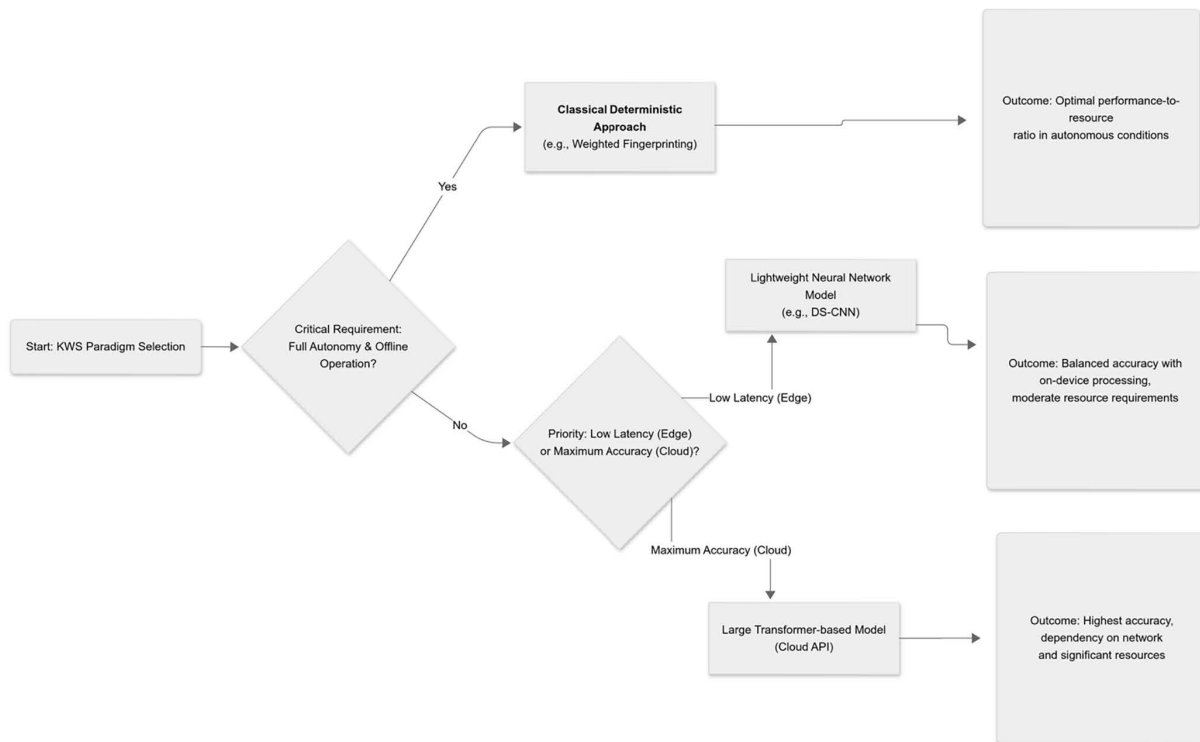 Start: KWS Paradigm Selection
Critical Requirement:
Full Autonomy & Offline
Operation?
Yes
Classical Deterministic
Approach
(e.g., Weighted Fingerprinting)
Outcome: Optimal performance-to-
resource
ratio in autonomous conditions
No
Priority: Low Latency (Edge)
or Maximum Accuracy (Cloud)?
Low Latency (Edge)
Lightweight Neural Network
Model
(e.g., DS-CNN)
Outcome: Balanced accuracy with
on-device processing,
moderate resource requirements
Maximum Accuracy (Cloud)
Large Transformer-based Model
(Cloud API)
Outcome: Highest accuracy,
dependency on network
and significant resources